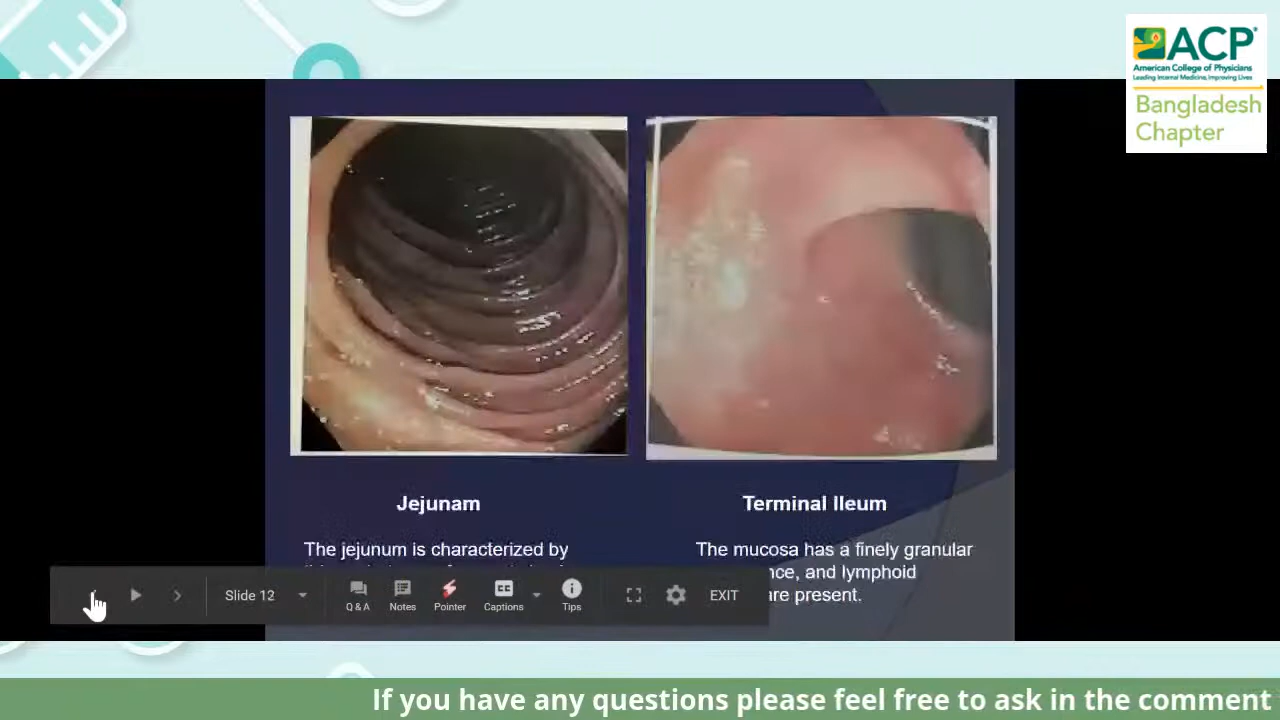 ACP
American College of Physicians
Leading Internal Medicine, Improving Lives
Bangladesh
Chapter
Jejunam
The jejunum is characterized by
Terminal Ileum
The mucosa has a finely granular
and lymphoid
are present.
Slide 12
Q & A
Notes
Pointer
CC
Captions
Tips
EXIT
If you have any questions please feel free to ask in the comment